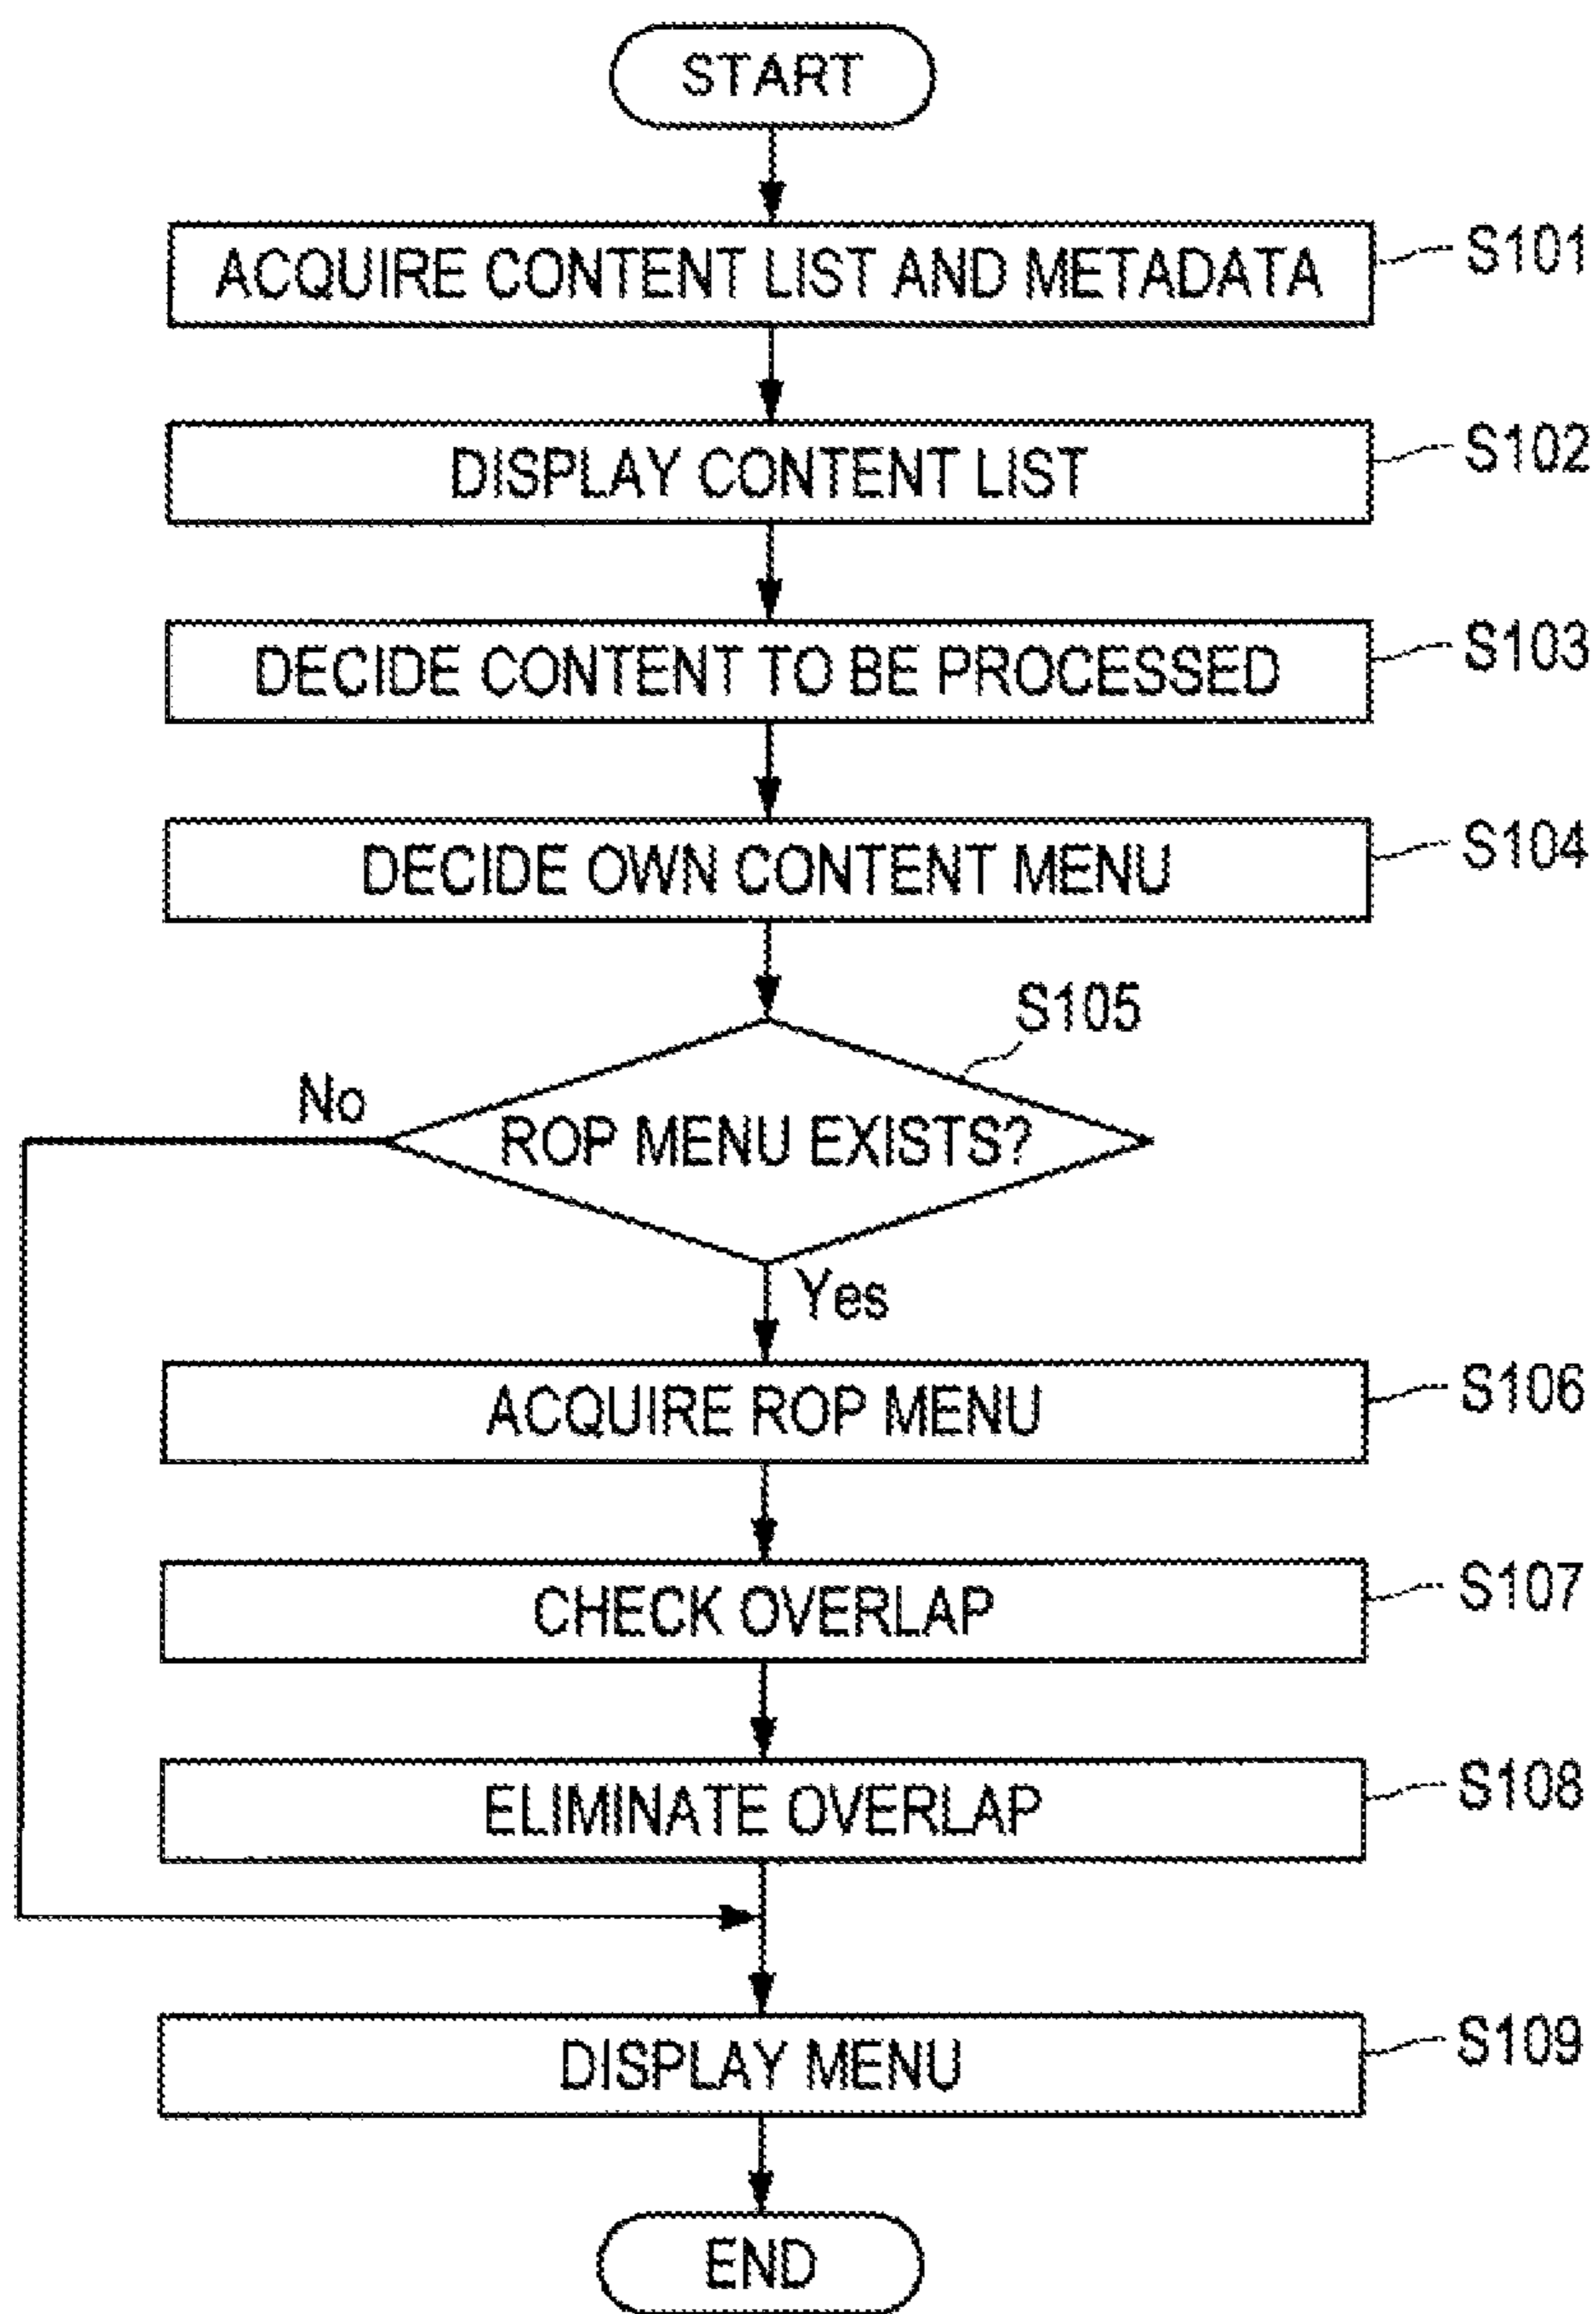 START
ACQUIRE CONTENT LIST AND METADATA
S101
DISPLAY CONTENT LIST
S102
DECIDE CONTENT TO BE PROCESSED
S103
DECIDE OWN CONTENT MENU
S104
S105
No
ROP MENU EXISTS?
Yes
ACQUIRE ROP MENU
S106
CHECK OVERLAP
S107
ELIMINATE OVERLAP
S108
DISPLAY MENU
S109
END